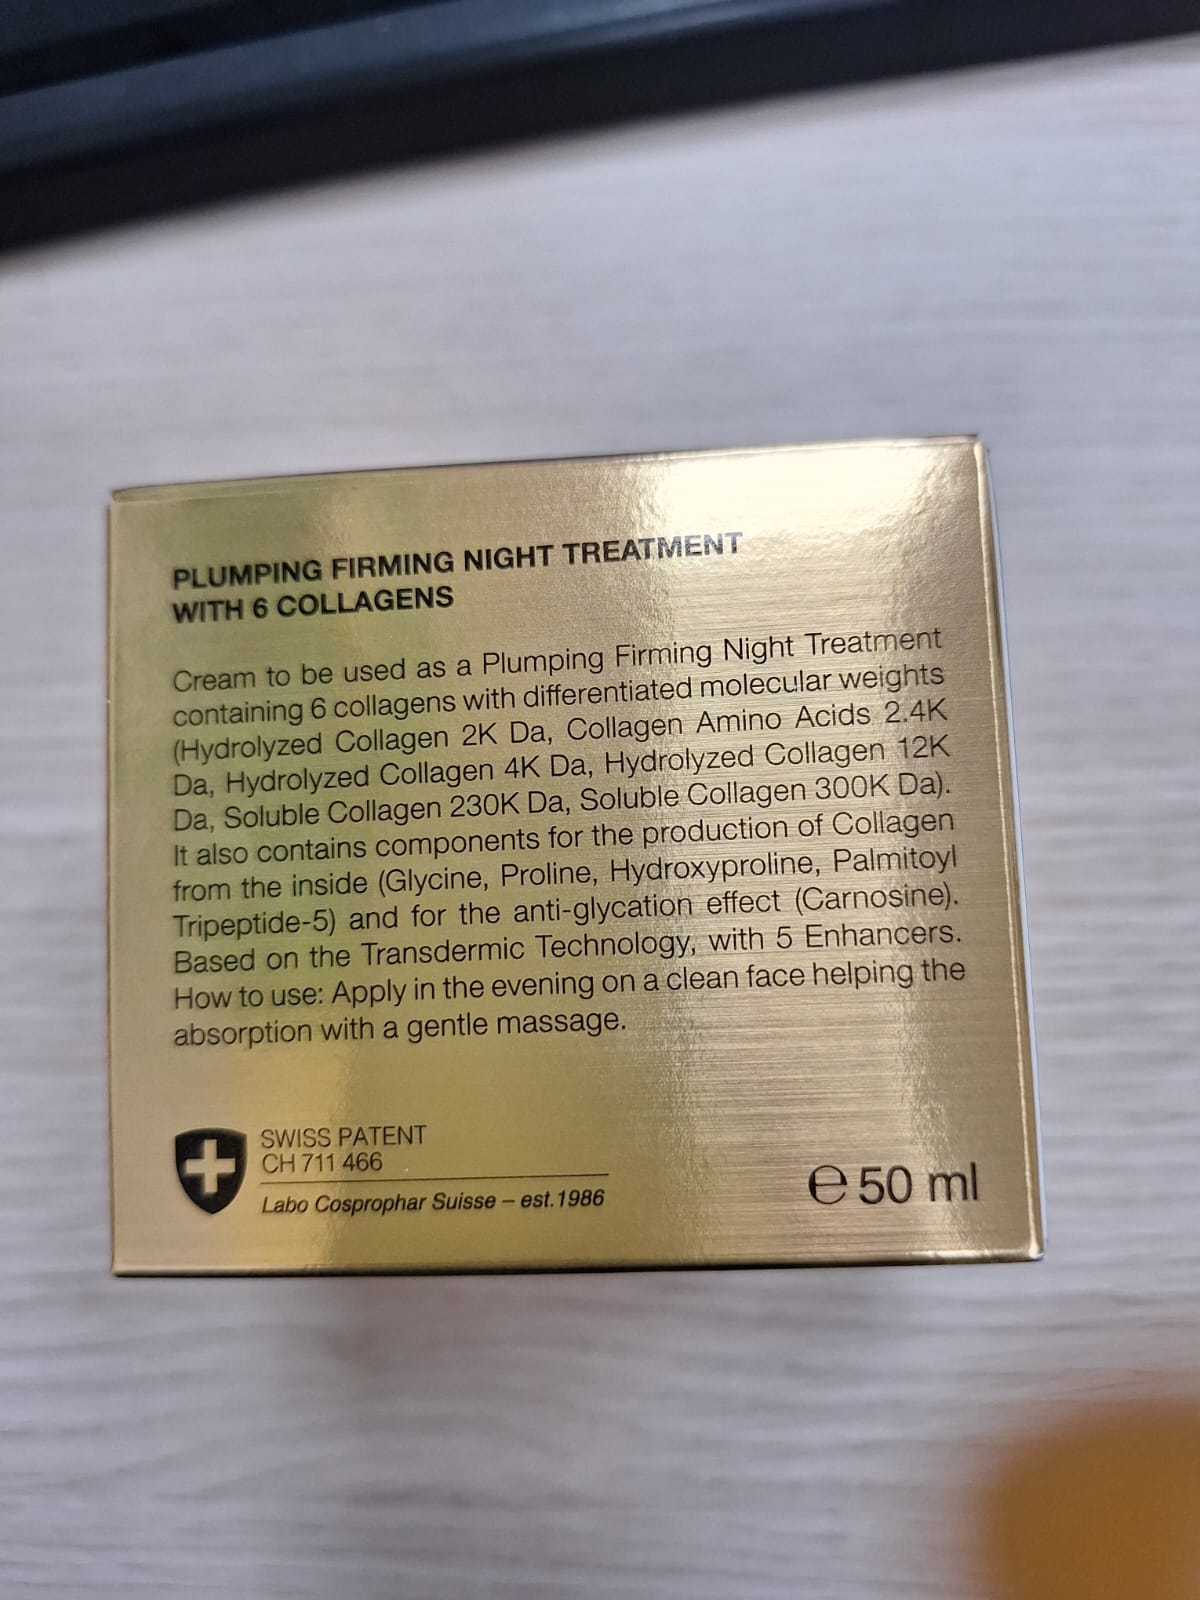 PLUMPING FIRMING NIGHT TREATMENT
WITH 6 COLLAGENS
Cream to be used as a Plumping Firming Night Treatment
containing 6 collagens with differentiated molecular weights
(Hydrolyzed Collagen 2K Da, Collagen Amino Acids 2.4K
Da, Hydrolyzed Collagen 4K Da, Hydrolyzed Collagen 12K
Da, Soluble Collagen 230K Da, Soluble Collagen 300K Da).
It also contains components for the production of Collagen
from the inside (Glycine, Proline, Hydroxyproline, Palmitoyl
Tripeptide-5) and for the anti-glycation effect (Carnosine).
Based on the Transdermic Technology, with 5 Enhancers.
How to use: Apply in the evening on a clean face helping the
absorption with a gentle massage.
SWISS PATENT
CH 711 466
Labo Cosprophar Suisse – est.1986
℮ 50 ml